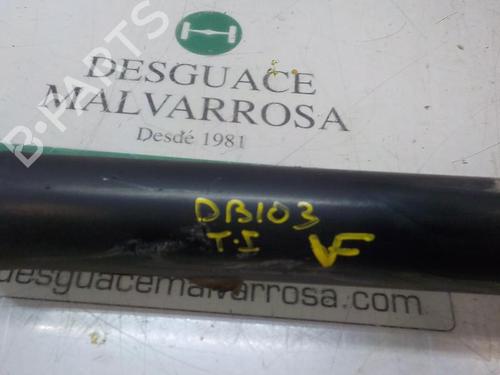 B-PARTS
DESGUACE
MALVARROSA
Desdé 1981
DB103
T.I VF
desguacemalvarrosa.com